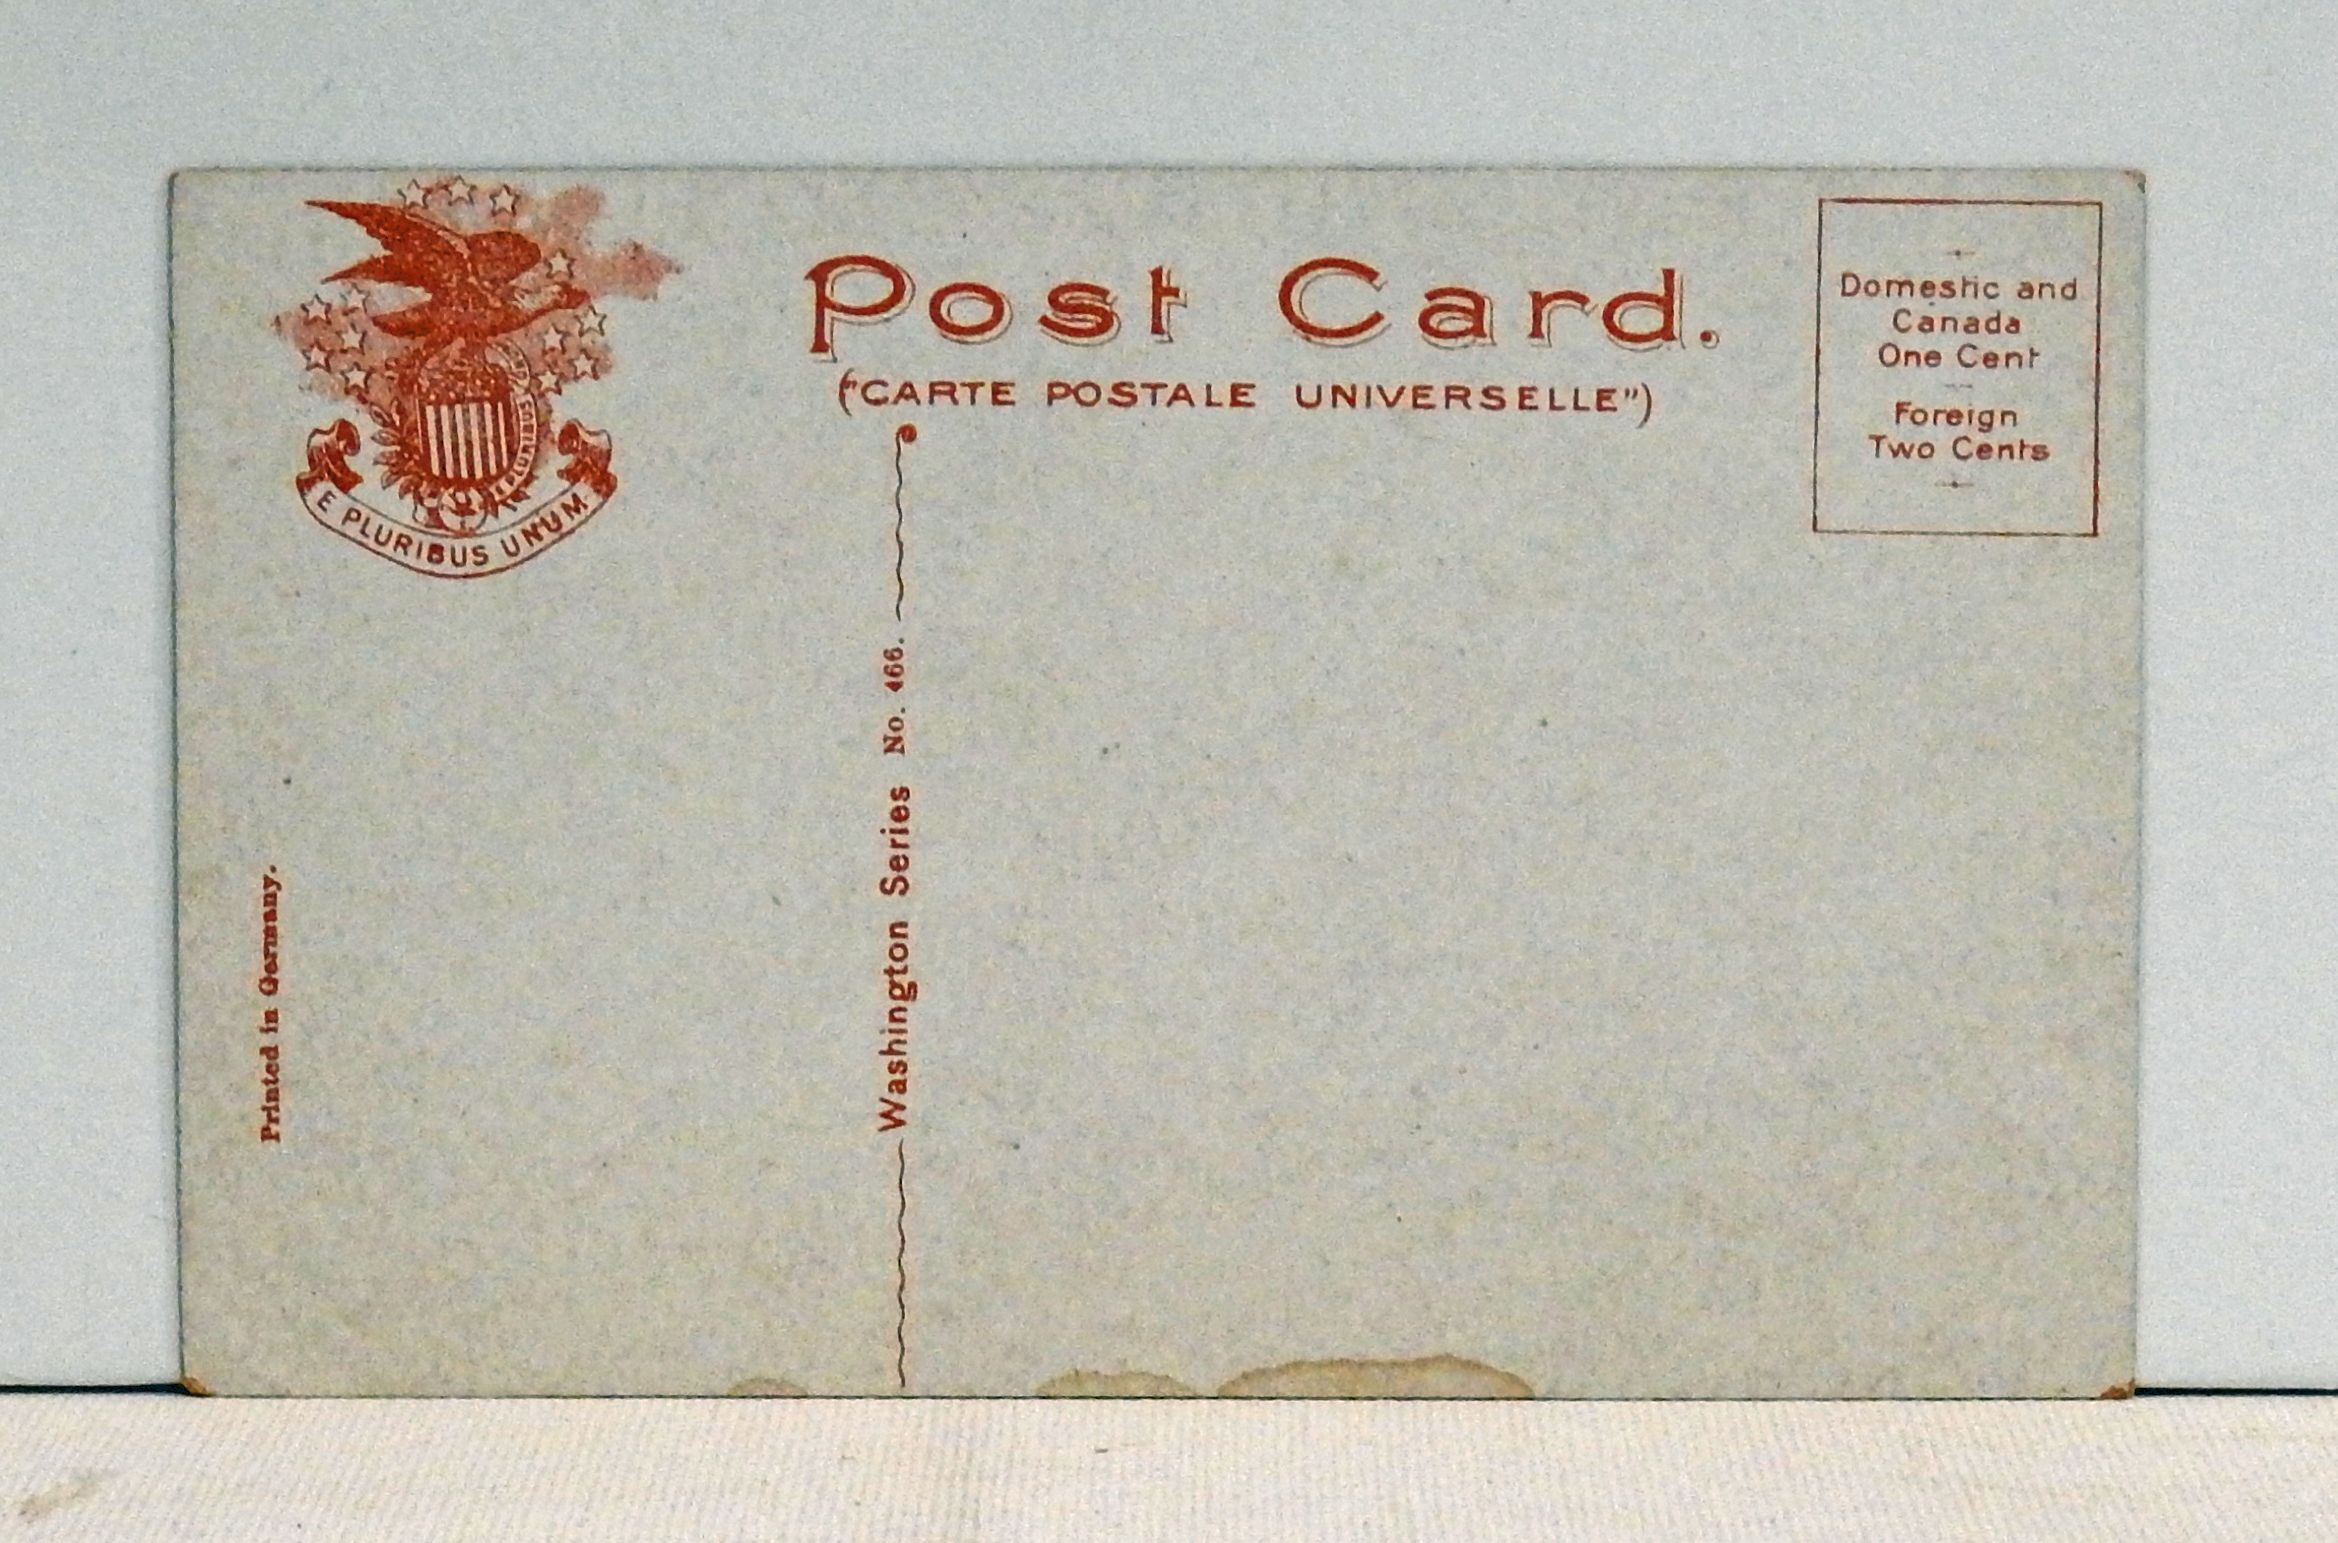 Post Card.
("CARTE POSTALE UNIVERSELLE")
Domestic and
Canada
One Cent
Foreign
Two Cents
E PLURIBUS UNUM
E PLURIBUS
Washington Series No. 466.
Printed in Germany.